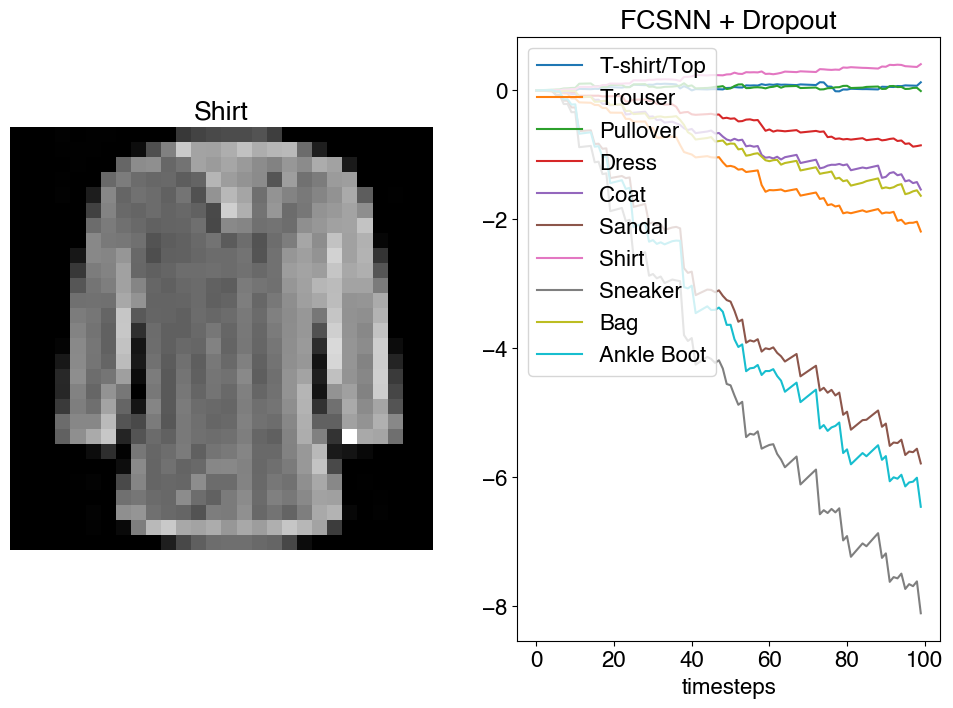 Shirt
FCSNN + Dropout
T-shirt/Top
Trouser
Pullover
Dress
Coat
Sandal
Shirt
Sneaker
Bag
Ankle Boot
0
−2
−4
−6
−8
0 20 40 60 80 100
timesteps